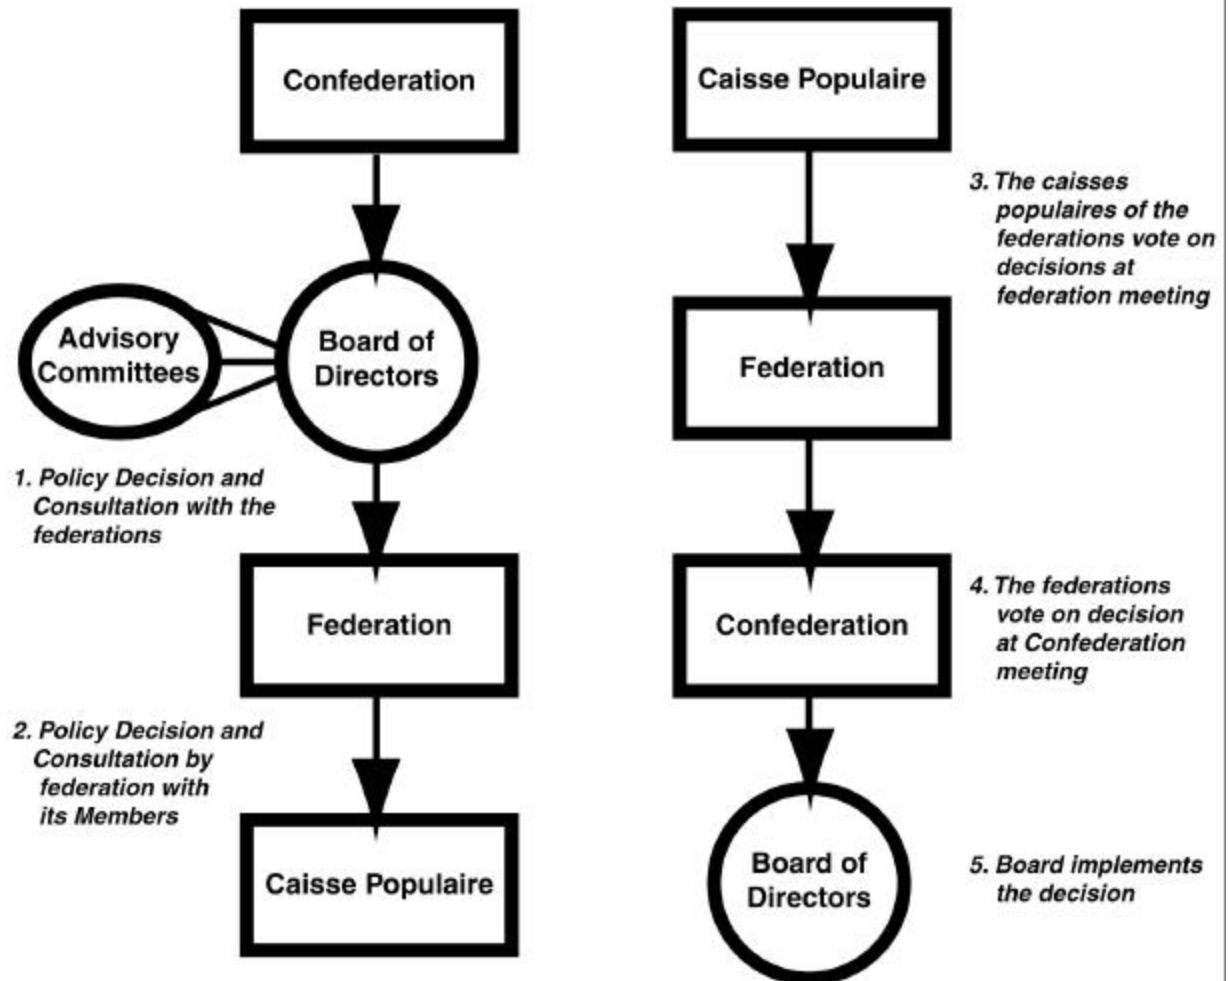 Confederation
Advisory
Committees
Board of
Directors
1. Policy Decision and
Consultation with the
federations
Federation
2. Policy Decision and
Consultation by
federation with
its Members
Caisse Populaire
Caisse Populaire
3. The caisses
populaires of the
federations vote on
decisions at
federation meeting
Federation
Confederation
4. The federations
vote on decision
at Confederation
meeting
Board of
Directors
5. Board implements
the decision